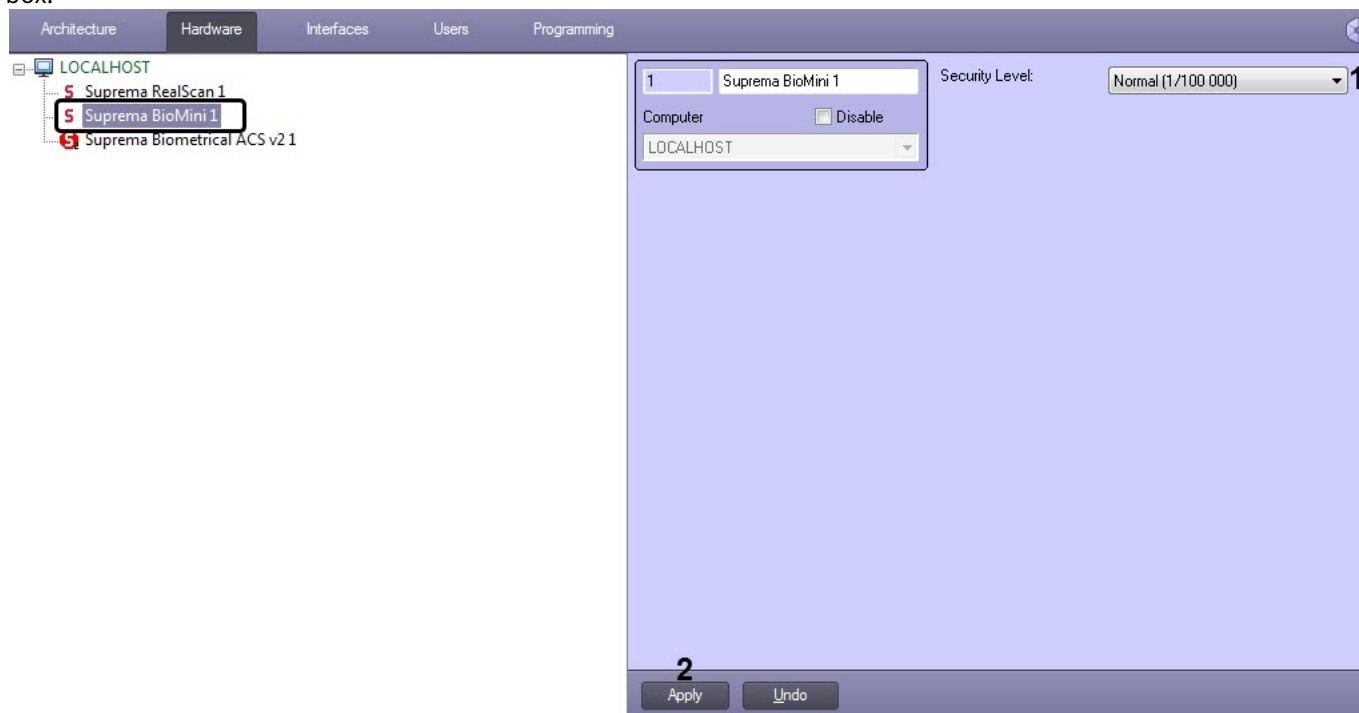 box.
Architecture Hardware Interfaces Users Programming
LOCALHOST
Suprema RealScan 1
Suprema BioMini 1
Suprema Biometrical ACS v2 1
1 Suprema BioMini 1
Computer Disable
LOCALHOST
Security Level: Normal (1/100 000) 1
2
Apply Undo